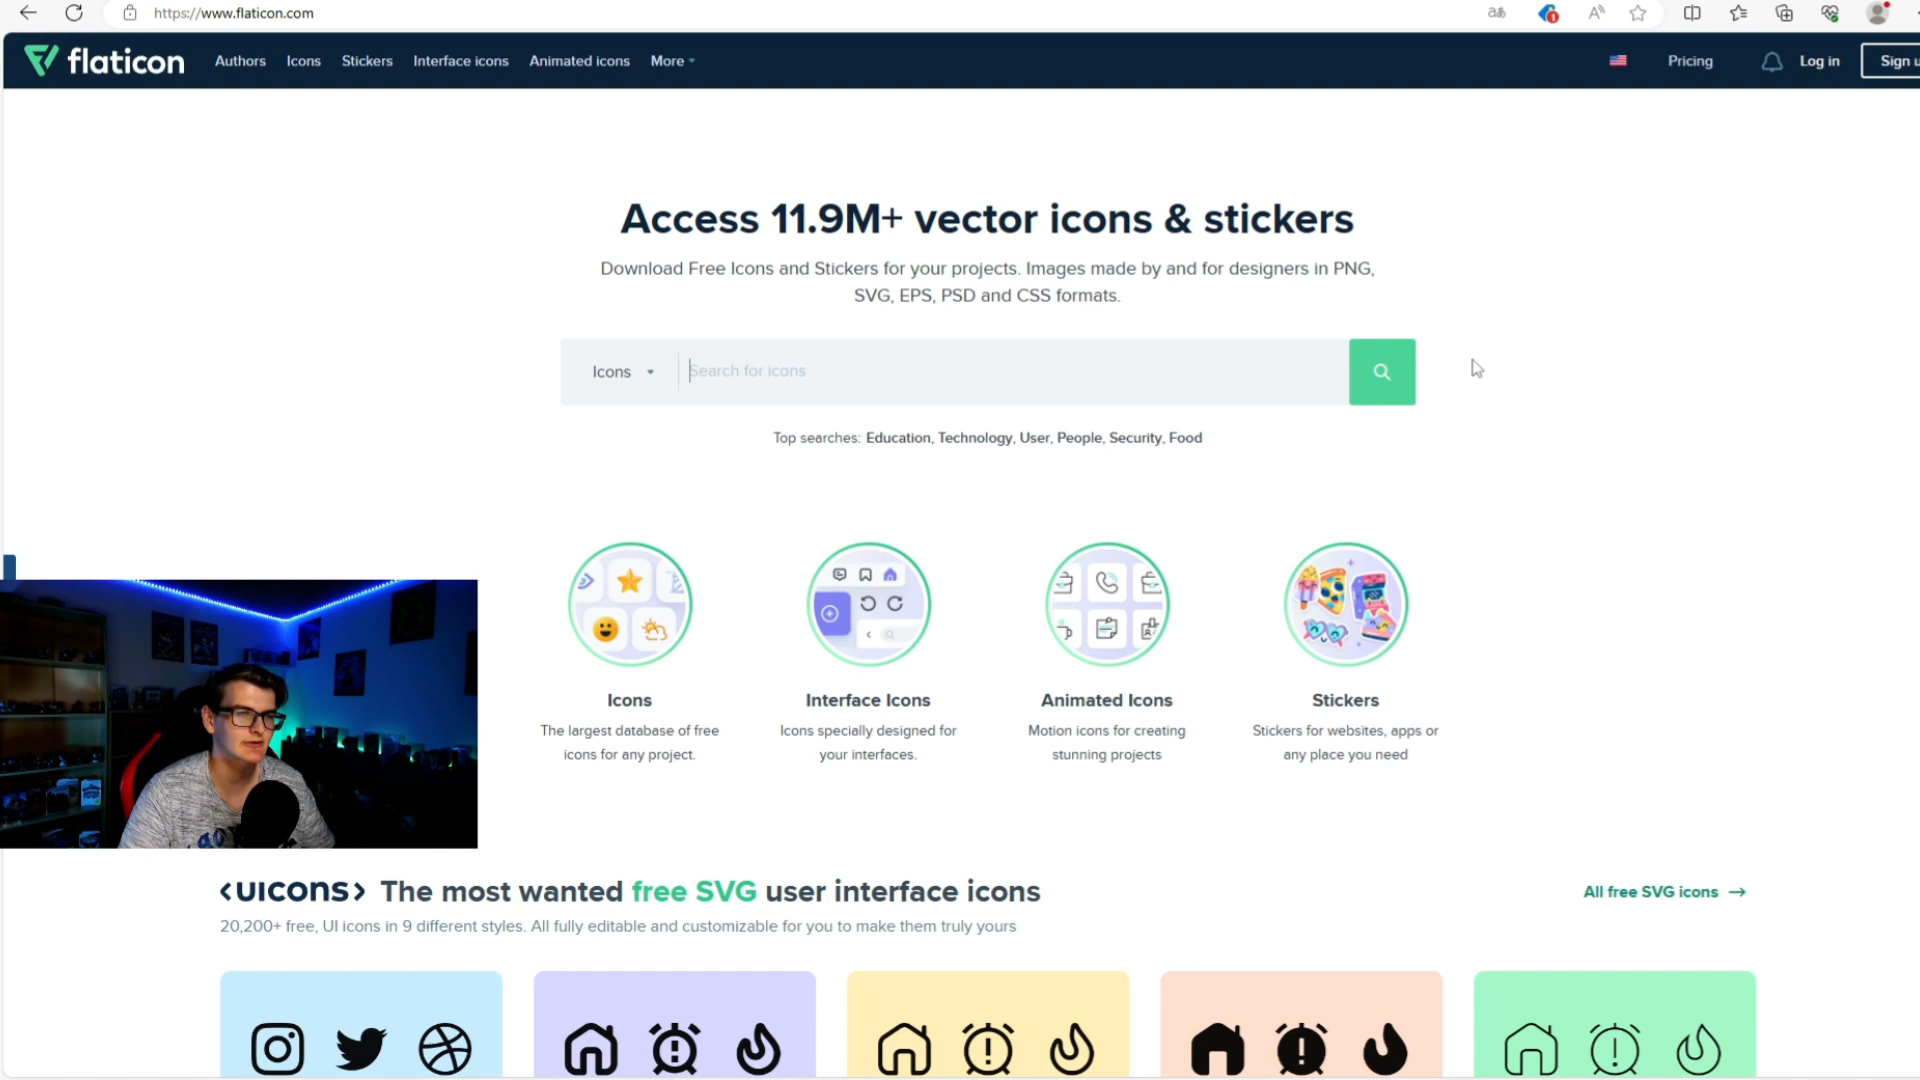 https://www.flaticon.com
flaticon
Authors
Icons
Stickers
Interface icons
Animated icons
More
Pricing
Log in
Sign u
Access 11.9M+ vector icons & stickers
Download Free Icons and Stickers for your projects. Images made by and for designers in PNG,
SVG, EPS, PSD and CSS formats.
Icons
Search for icons
Top searches: Education, Technology, User, People, Security, Food
Icons
The largest database of free
icons for any project.
Interface Icons
Icons specially designed for
your interfaces.
Animated Icons
Motion icons for creating
stunning projects
Stickers
Stickers for websites, apps or
any place you need
<UICONS> The most wanted free SVG user interface icons
All free SVG icons →
20,200+ free, UI icons in 9 different styles. All fully editable and customizable for you to make them truly yours